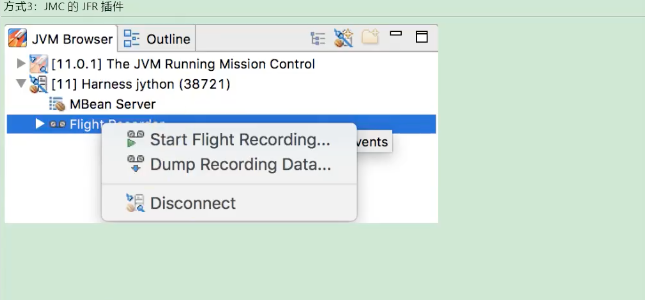 方式3：JMC 的 JFR 插件
JVM Browser
Outline
[11.0.1] The JVM Running Mission Control
[11] Harness jython (38721)
MBean Server
Flight
Start Flight Recording...
vents
Dump Recording Data...
Disconnect